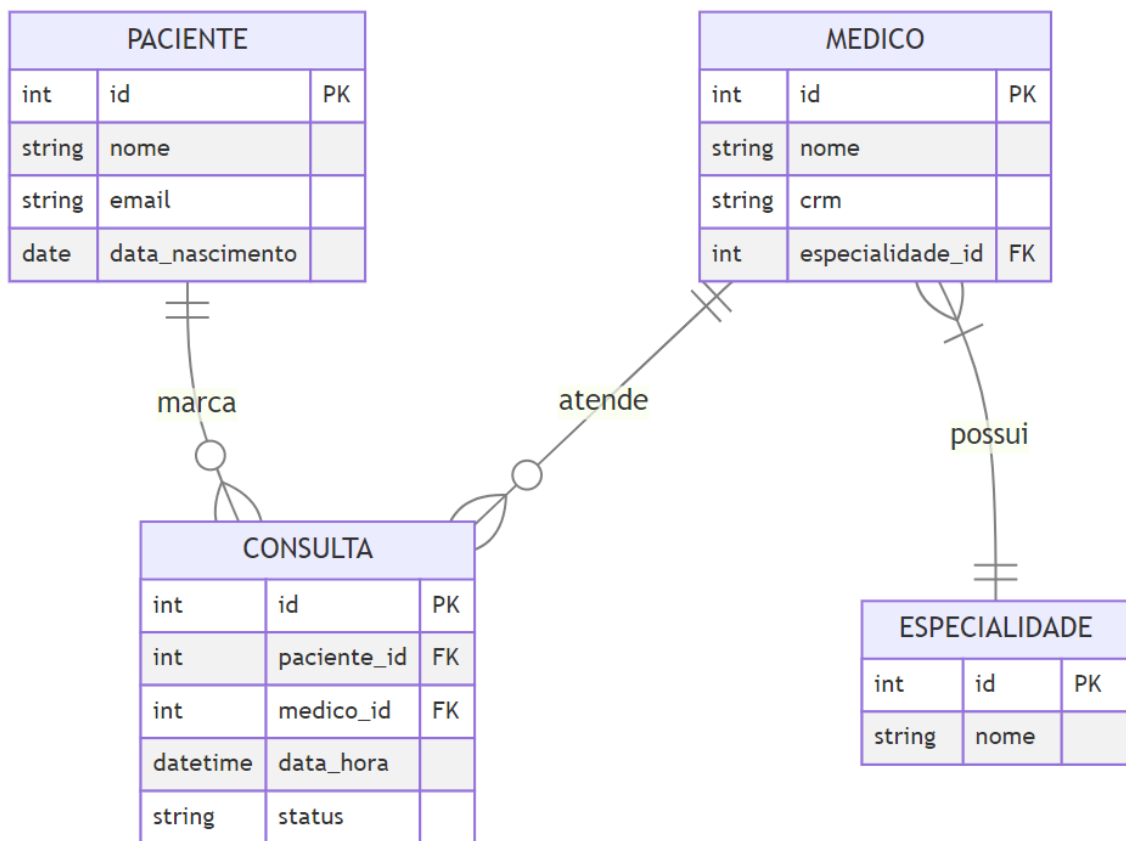 PACIENTE
int id PK
string nome
string email
date data_nascimento
MEDICO
int id PK
string nome
string crm
int especialidade_id FK
marca
atende
possui
CONSULTA
int id PK
int paciente_id FK
int medico_id FK
datetime data_hora
string status
ESPECIALIDADE
int id PK
string nome